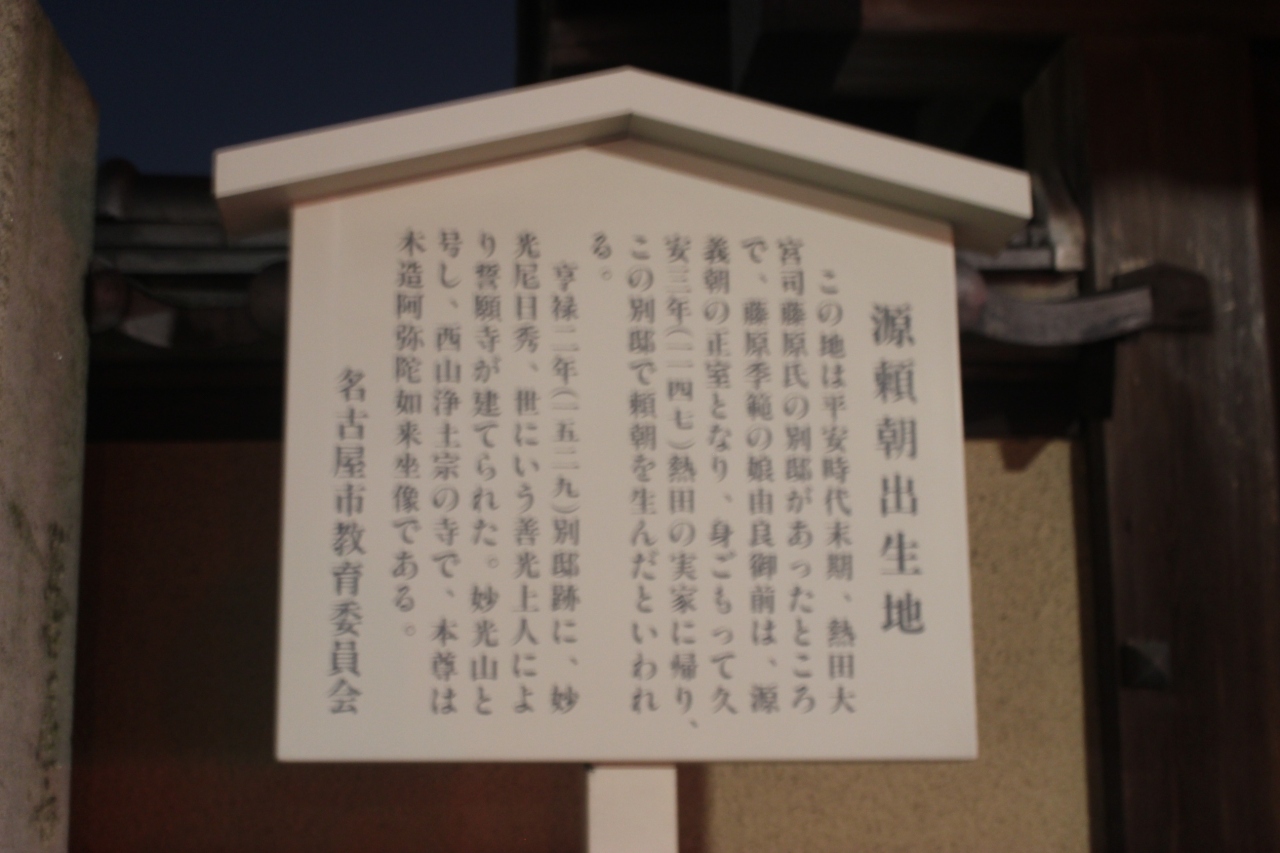 源頼朝出生地
この地は平安時代末期、熱田大
宮司藤原氏の別邸があったところ
で、藤原季範の娘由良御前は、源
義朝の正室となり、身ごもって久
安三年(一一四七)熱田の実家に帰り、
この別邸で頼朝を生んだといわれ
る。
亨禄二年(一五二九)別邸跡に、妙
光尼日秀、世にいう善光上人によ
り誓願寺が建てられた。妙光山と
号し、西山浄土宗の寺で、本尊は
木造阿弥陀如来坐像である。
名古屋市教育委員会